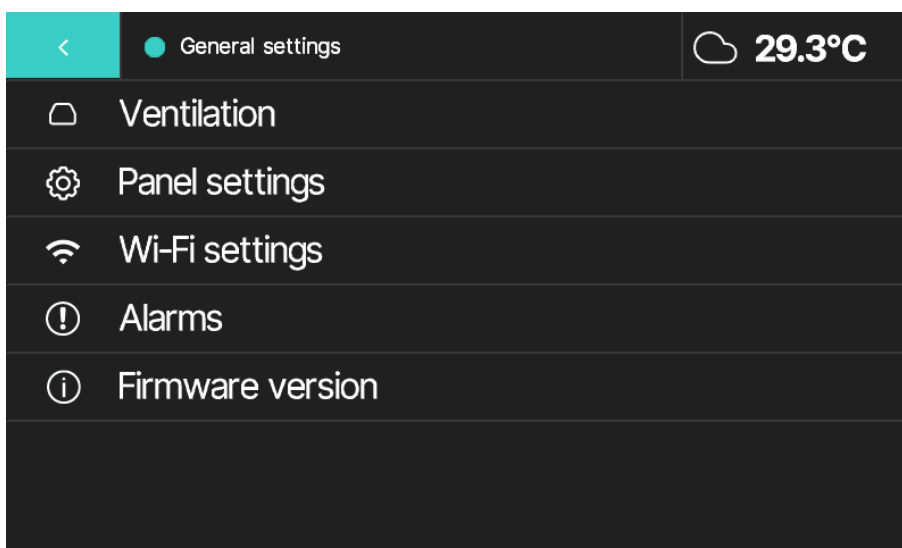 General settings
29.3°C
Ventilation
Panel settings
Wi-Fi settings
Alarms
Firmware version